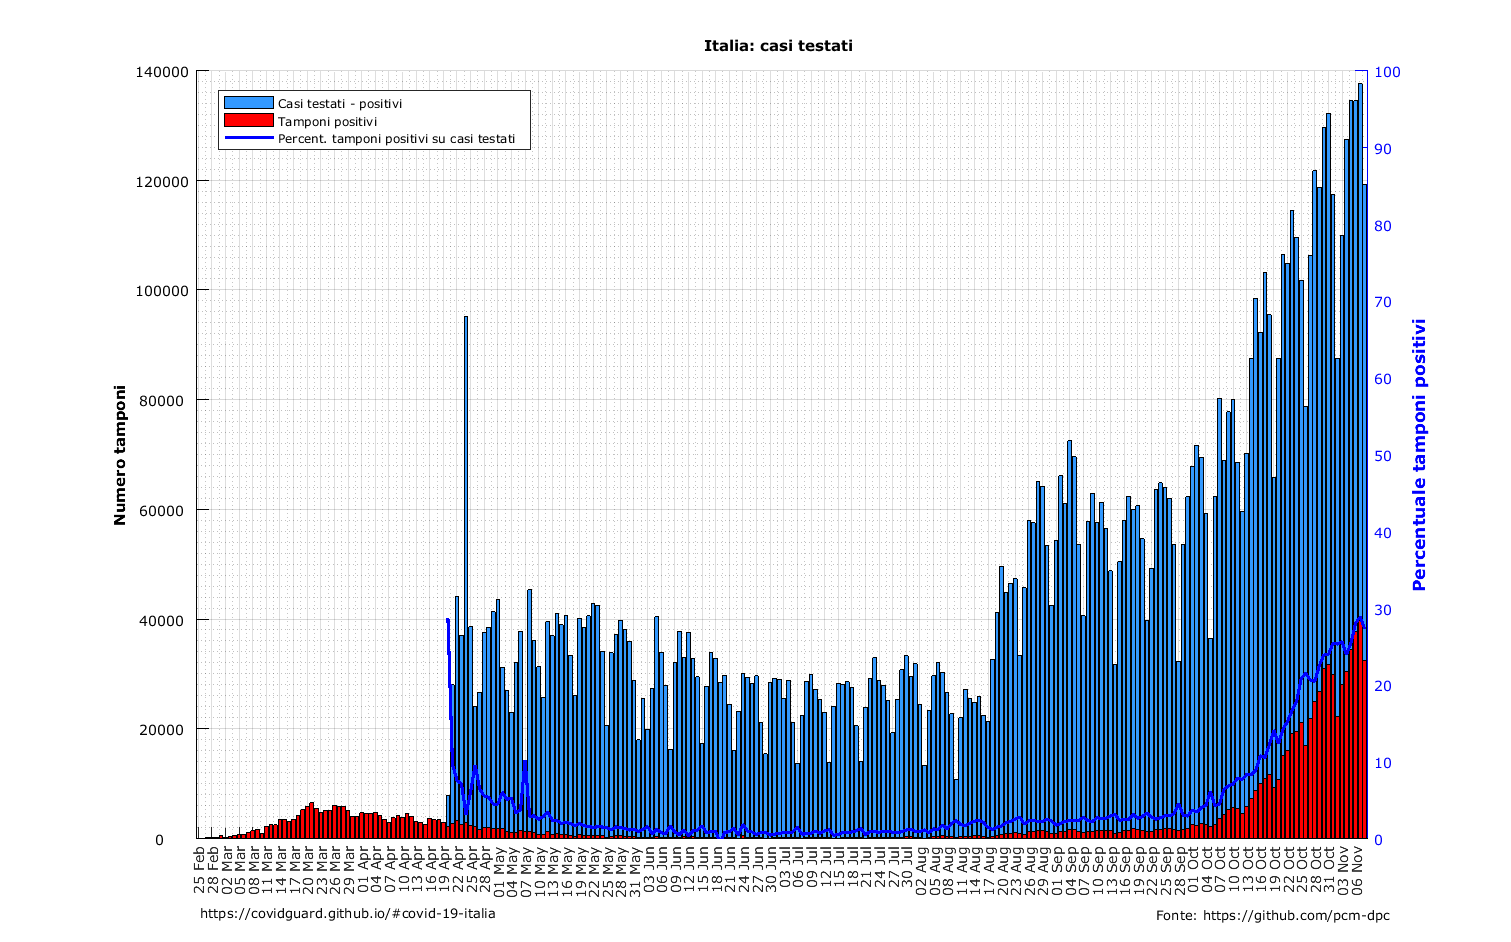 Italia: casi testati
Casi testati - positivi
Tamponi positivi
Percent. tamponi positivi su casi testati
Numero tamponi
140000
120000
100000
80000
60000
40000
20000
0
Percentuale tamponi positivi
100
90
80
70
60
50
40
30
20
10
0
25 Feb
28 Feb
02 Mar
05 Mar
08 Mar
11 Mar
14 Mar
17 Mar
20 Mar
23 Mar
26 Mar
29 Mar
01 Apr
04 Apr
07 Apr
10 Apr
13 Apr
16 Apr
19 Apr
22 Apr
25 Apr
28 Apr
01 May
04 May
07 May
10 May
13 May
16 May
19 May
22 May
25 May
28 May
31 May
03 Jun
06 Jun
09 Jun
12 Jun
15 Jun
18 Jun
21 Jun
24 Jun
27 Jun
30 Jun
03 Jul
06 Jul
09 Jul
12 Jul
15 Jul
18 Jul
21 Jul
24 Jul
27 Jul
30 Jul
02 Aug
05 Aug
08 Aug
11 Aug
14 Aug
17 Aug
20 Aug
23 Aug
26 Aug
29 Aug
01 Sep
04 Sep
07 Sep
10 Sep
13 Sep
16 Sep
19 Sep
22 Sep
25 Sep
28 Sep
01 Oct
04 Oct
07 Oct
10 Oct
13 Oct
16 Oct
19 Oct
22 Oct
25 Oct
28 Oct
31 Oct
03 Nov
06 Nov
https://covidguard.github.io/#covid-19-italia
Fonte: https://github.com/pcm-dpc